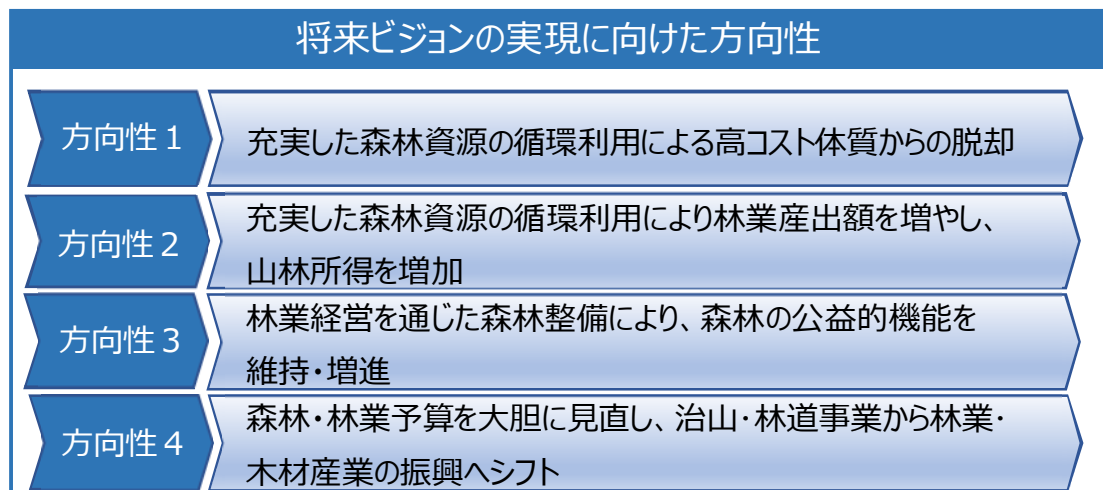 将来ビジョンの実現に向けた方向性
方向性１
充実した森林資源の循環利用による高コスト体質からの脱却
方向性２
充実した森林資源の循環利用により林業産出額を増やし、
山林所得を増加
方向性３
林業経営を通じた森林整備により、森林の公益的機能を
維持・増進
方向性４
森林・林業予算を大胆に見直し、治山・林道事業から林業・
木材産業の振興へシフト